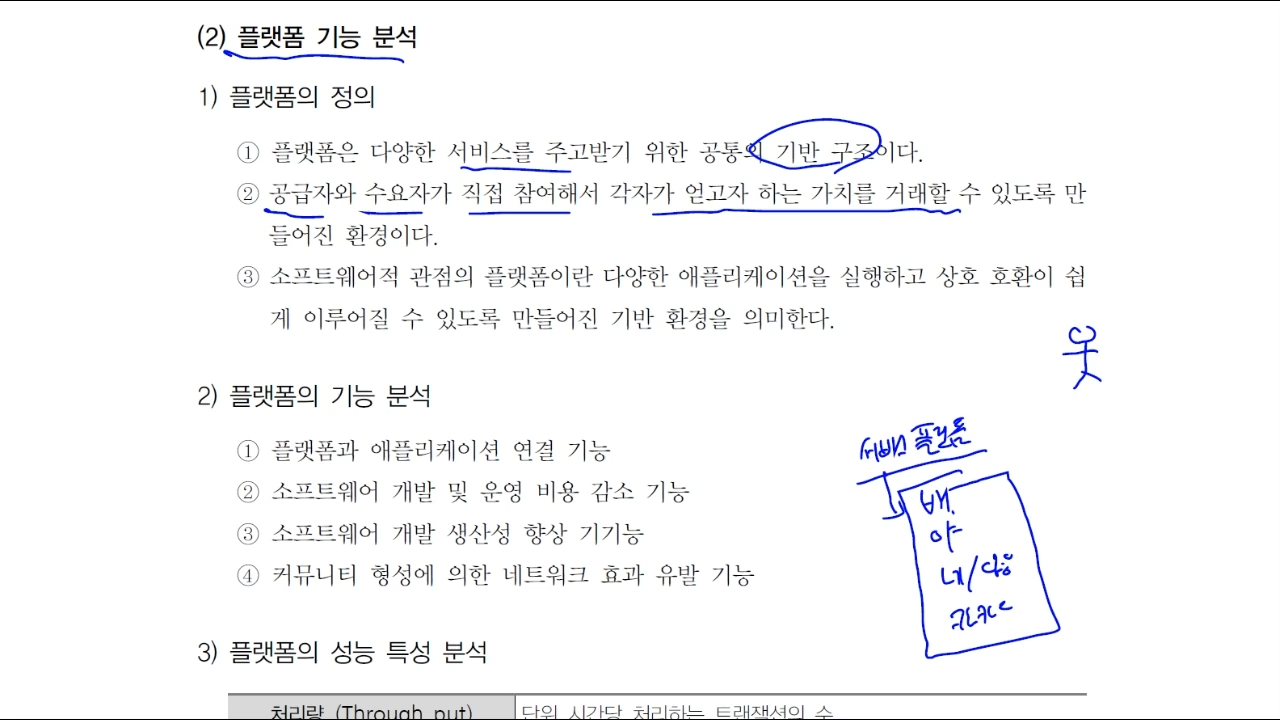 (2) 플랫폼 기능 분석
1) 플랫폼의 정의
① 플랫폼은 다양한 서비스를 주고받기 위한 공통의 기반 구조이다.
② 공급자와 수요자가 직접 참여해서 각자가 얻고자 하는 가치를 거래할 수 있도록 만
들어진 환경이다.
③ 소프트웨어적 관점의 플랫폼이란 다양한 애플리케이션을 실행하고 상호 호환이 쉽
게 이루어질 수 있도록 만들어진 기반 환경을 의미한다.
2) 플랫폼의 기능 분석
① 플랫폼과 애플리케이션 연결 기능
② 소프트웨어 개발 및 운영 비용 감소 기능
③ 소프트웨어 개발 생산성 향상 기기능
④ 커뮤니티 형성에 의한 네트워크 효과 유발 기능
서비스 플랫폼
배.
야
네/다음
3) 플랫폼의 성능 특성 분석
처리량 (Through put) 단위 시간당 처리하는 트랜잭션의 수